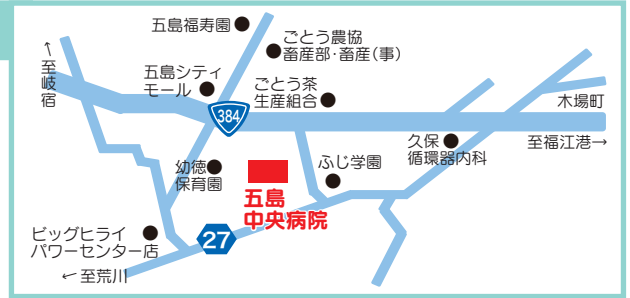 五島福寿園
ごとう農協
畜産部・畜産(事)
↑
至岐宿
五島シティ
モール
ごとう茶
生産組合
384
木場町
至福江港→
久保
循環器内科
幼徳
保育園
ふじ学園
五島
中央病院
27
ビッグヒライ
パワーセンター店
←至荒川